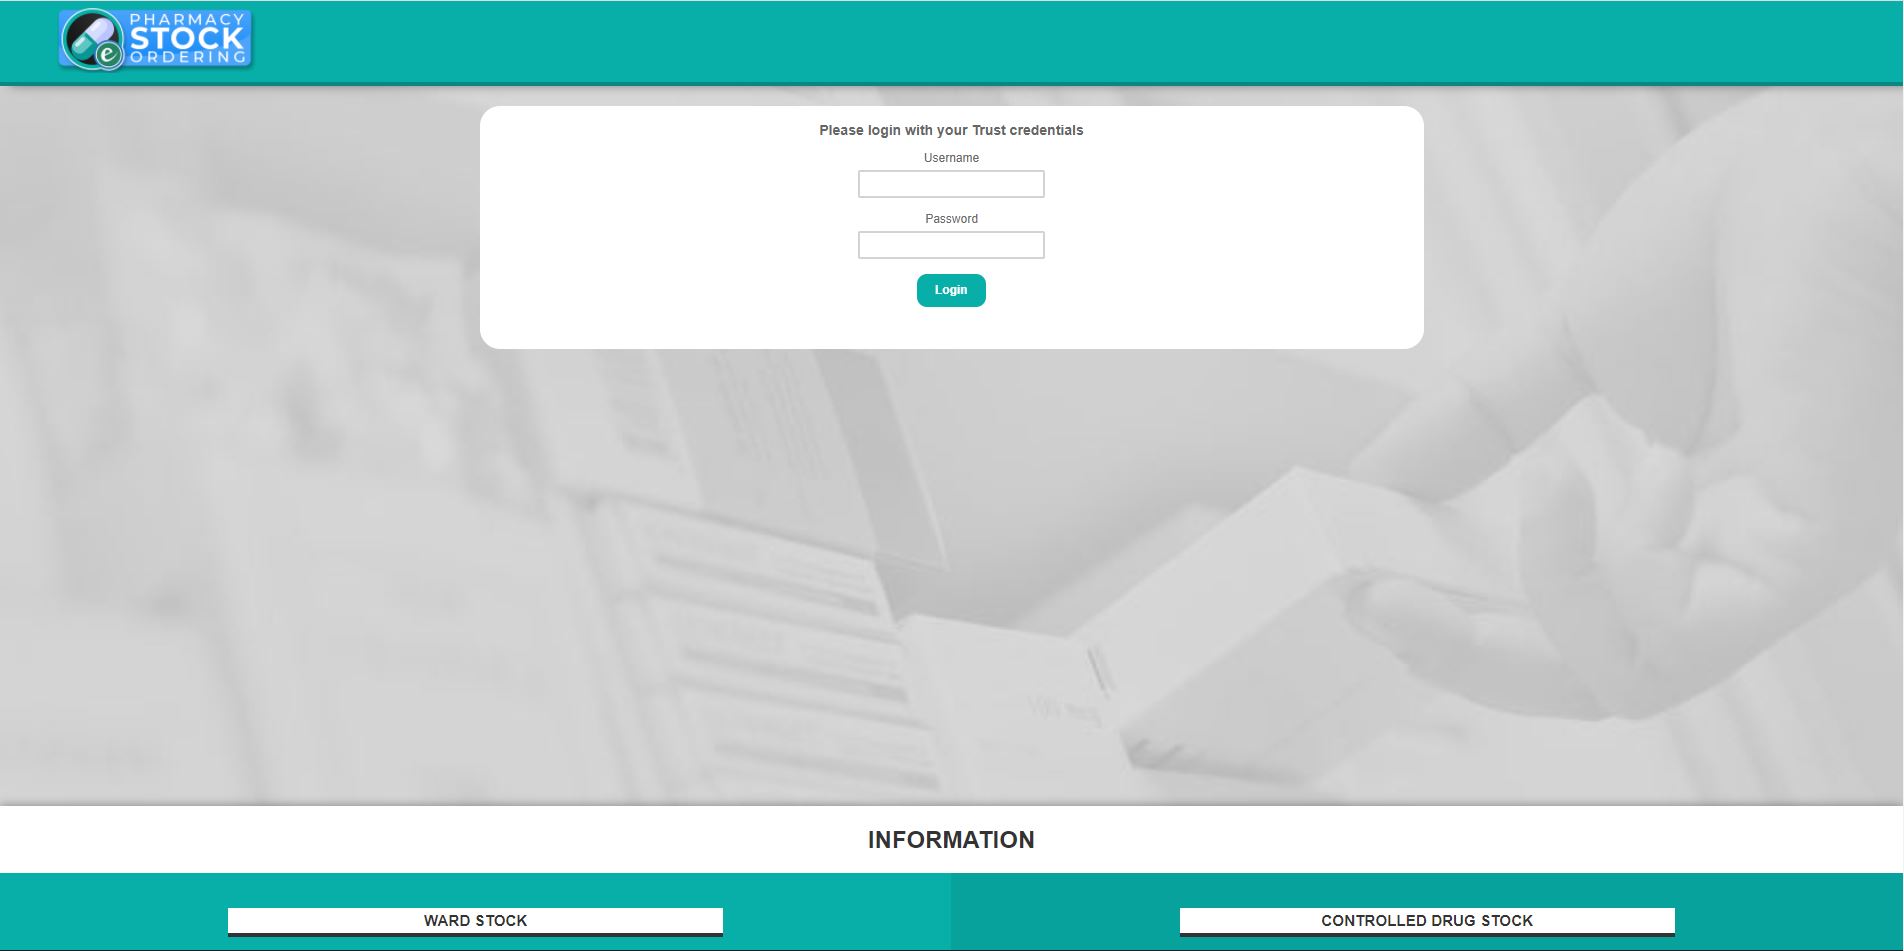 PHARMACY
STOCK
e ORDERING
Please login with your Trust credentials
Username
Password
Login
INFORMATION
WARD STOCK
CONTROLLED DRUG STOCK